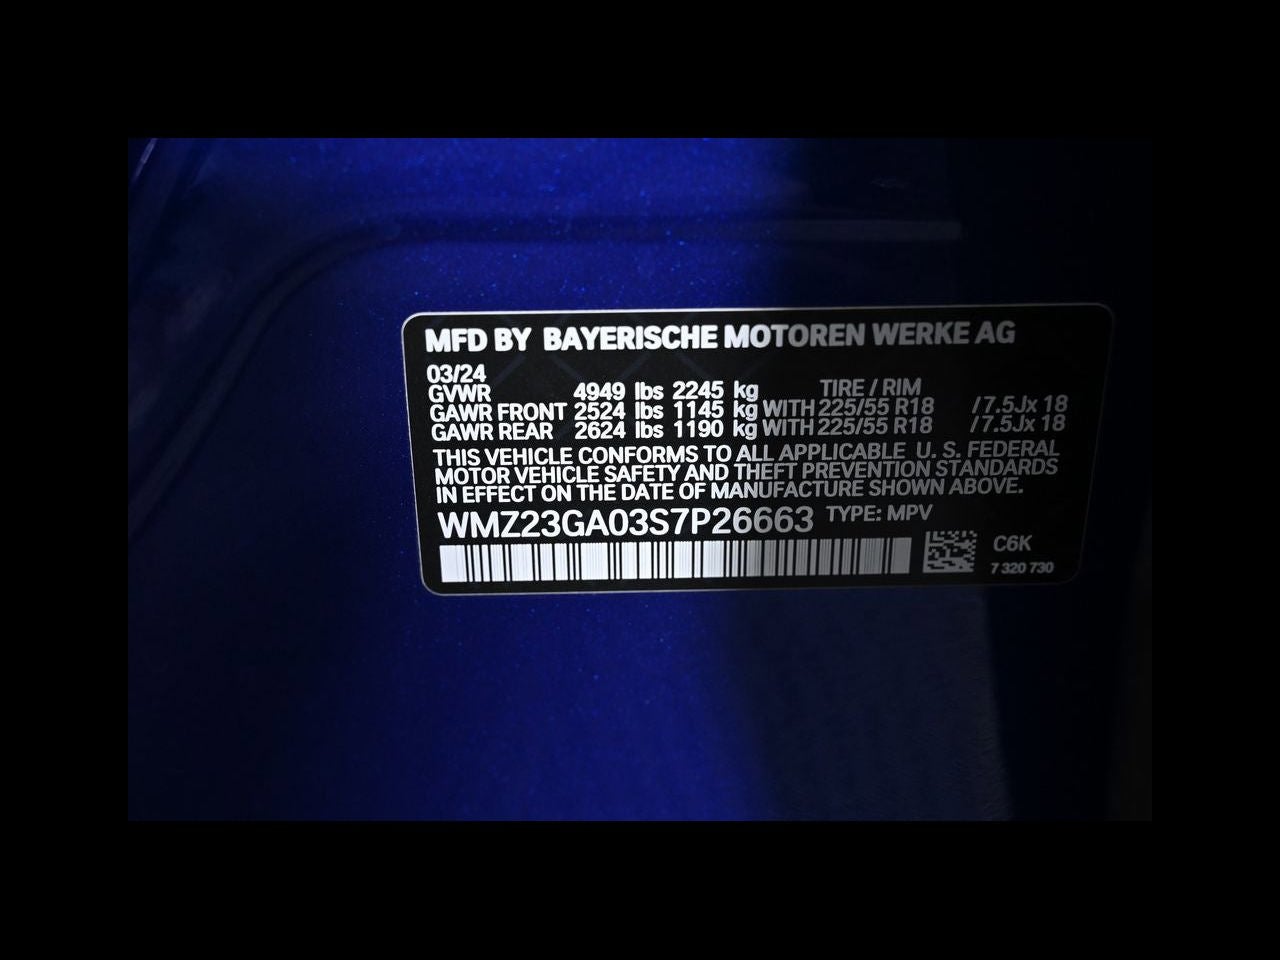 MFD BY BAYERISCHE MOTOREN WERKE AG
03/24
GVWR 4949 lbs 2245 kg TIRE / RIM
GAWR FRONT 2524 lbs 1145 kg WITH 225/55 R18 / 7.5Jx 18
GAWR REAR 2624 lbs 1190 kg WITH 225/55 R18 / 7.5Jx 18
THIS VEHICLE CONFORMS TO ALL APPLICABLE U. S. FEDERAL
MOTOR VEHICLE SAFETY AND THEFT PREVENTION STANDARDS
IN EFFECT ON THE DATE OF MANUFACTURE SHOWN ABOVE.
WMZ23GA03S7P26663 TYPE: MPV
C6K
7 320 730